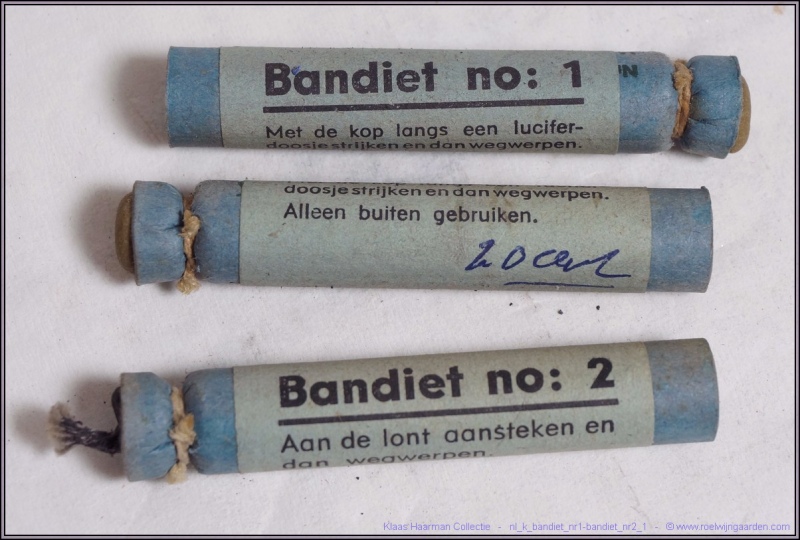 Bandiet no: 1
Met de kop langs een lucifer-
doosje strijken en dan wegwerpen.
doosje strijken en dan wegwerpen.
Alleen buiten gebruiken.
20 cent
Bandiet no: 2
Aan de lont aansteken en
dan wegwerpen.
Klaas Haarman Collectie - nl_k_bandiet_nr1-bandiet_nr2_1 - © www.roelwijngaarden.com